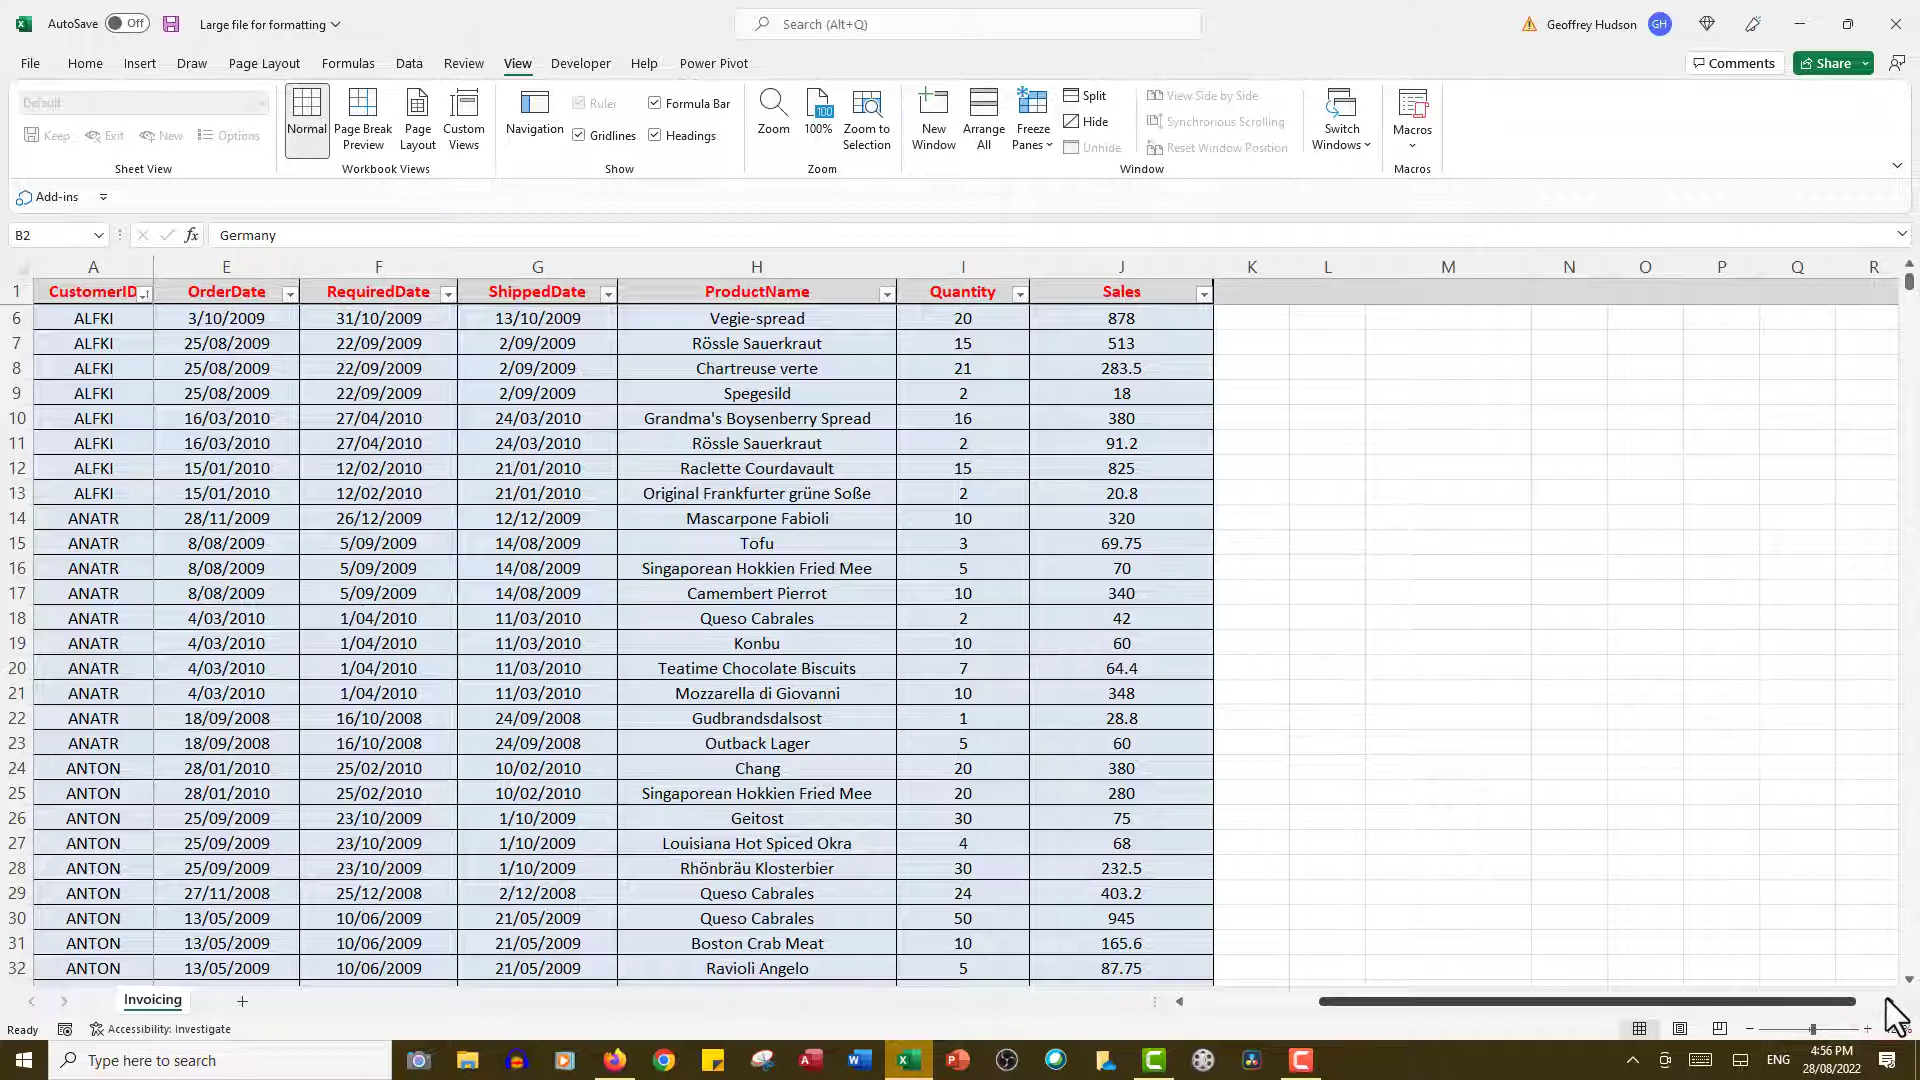 AutoSave Off Large file for formatting Search (Alt+Q) Geoffrey Hudson GH
File Home Insert Draw Page Layout Formulas Data Review View Developer Help Power Pivot Comments Share
Default
Keep Exit New Options
Sheet View
Normal Page Break Preview Page Layout Custom Views
Workbook Views
Navigation Ruler Formula Bar
Gridlines Headings
Show
Zoom 100 100% Zoom to Selection
Zoom
New Window Arrange All Freeze Panes Split
Hide
Unhide
View Side by Side
Synchronous Scrolling
Reset Window Position
Switch Windows
Window
Macros
Macros
Add-ins
B2 fx Germany
A E F G H I J K L M N O P Q R
1 CustomerID OrderDate RequiredDate ShippedDate ProductName Quantity Sales
6 ALFKI 3/10/2009 31/10/2009 13/10/2009 Vegie-spread 20 878
7 ALFKI 25/08/2009 22/09/2009 2/09/2009 Rössle Sauerkraut 15 513
8 ALFKI 25/08/2009 22/09/2009 2/09/2009 Chartreuse verte 21 283.5
9 ALFKI 25/08/2009 22/09/2009 2/09/2009 Spegesild 2 18
10 ALFKI 16/03/2010 27/04/2010 24/03/2010 Grandma's Boysenberry Spread 16 380
11 ALFKI 16/03/2010 27/04/2010 24/03/2010 Rössle Sauerkraut 2 91.2
12 ALFKI 15/01/2010 12/02/2010 21/01/2010 Raclette Courdavault 15 825
13 ALFKI 15/01/2010 12/02/2010 21/01/2010 Original Frankfurter grüne Soße 2 20.8
14 ANATR 28/11/2009 26/12/2009 12/12/2009 Mascarpone Fabioli 10 320
15 ANATR 8/08/2009 5/09/2009 14/08/2009 Tofu 3 69.75
16 ANATR 8/08/2009 5/09/2009 14/08/2009 Singaporean Hokkien Fried Mee 5 70
17 ANATR 8/08/2009 5/09/2009 14/08/2009 Camembert Pierrot 10 340
18 ANATR 4/03/2010 1/04/2010 11/03/2010 Queso Cabrales 2 42
19 ANATR 4/03/2010 1/04/2010 11/03/2010 Konbu 10 60
20 ANATR 4/03/2010 1/04/2010 11/03/2010 Teatime Chocolate Biscuits 7 64.4
21 ANATR 4/03/2010 1/04/2010 11/03/2010 Mozzarella di Giovanni 10 348
22 ANATR 18/09/2008 16/10/2008 24/09/2008 Gudbrandsdalsost 1 28.8
23 ANATR 18/09/2008 16/10/2008 24/09/2008 Outback Lager 5 60
24 ANTON 28/01/2010 25/02/2010 10/02/2010 Chang 20 380
25 ANTON 28/01/2010 25/02/2010 10/02/2010 Singaporean Hokkien Fried Mee 20 280
26 ANTON 25/09/2009 23/10/2009 1/10/2009 Geitost 30 75
27 ANTON 25/09/2009 23/10/2009 1/10/2009 Louisiana Hot Spiced Okra 4 68
28 ANTON 25/09/2009 23/10/2009 1/10/2009 Rhönbräu Klosterbier 30 232.5
29 ANTON 27/11/2008 25/12/2008 2/12/2008 Queso Cabrales 24 403.2
30 ANTON 13/05/2009 10/06/2009 21/05/2009 Queso Cabrales 50 945
31 ANTON 13/05/2009 10/06/2009 21/05/2009 Boston Crab Meat 10 165.6
32 ANTON 13/05/2009 10/06/2009 21/05/2009 Ravioli Angelo 5 87.75
Invoicing
Ready Accessibility: Investigate
Type here to search ENG 4:56 PM
28/08/2022